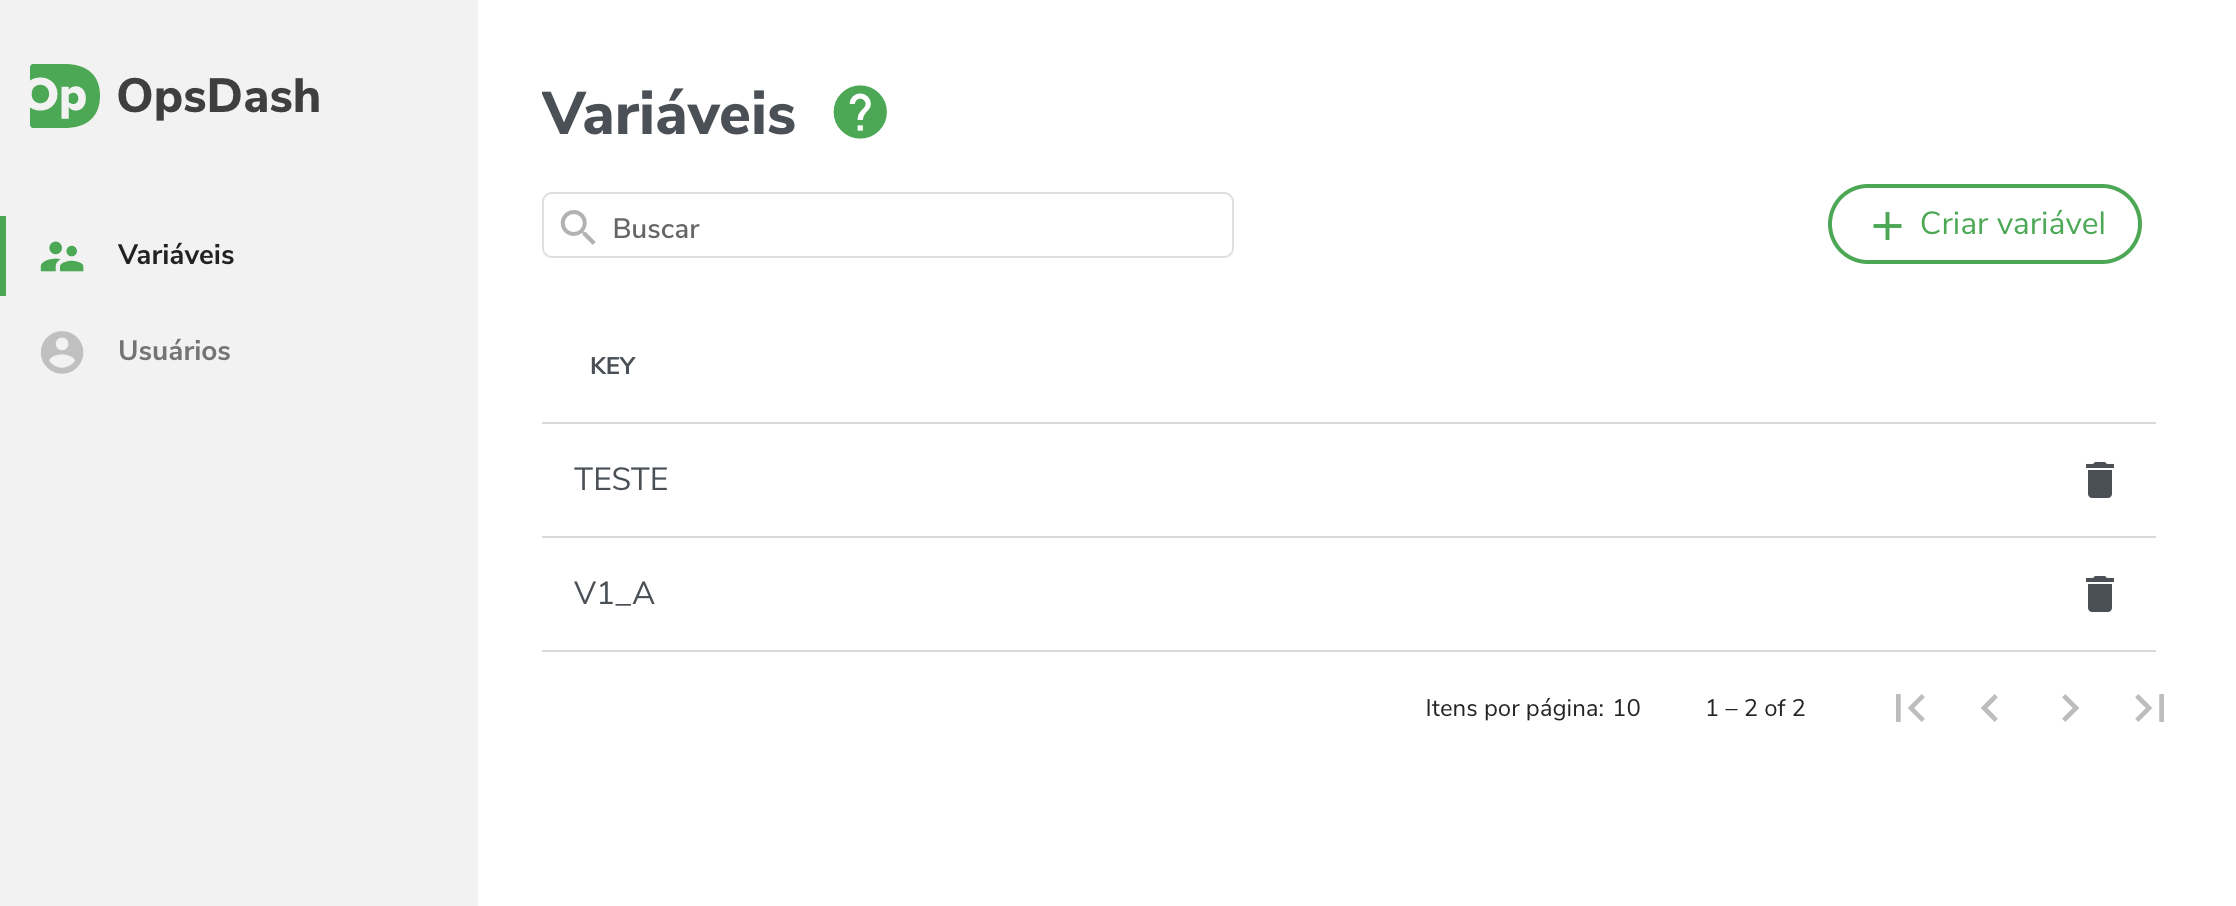 Op OpsDash
Variáveis
Usuários
Variáveis ?
Buscar
+ Criar variável
KEY
TESTE
V1_A
Itens por página: 10 1 – 2 of 2